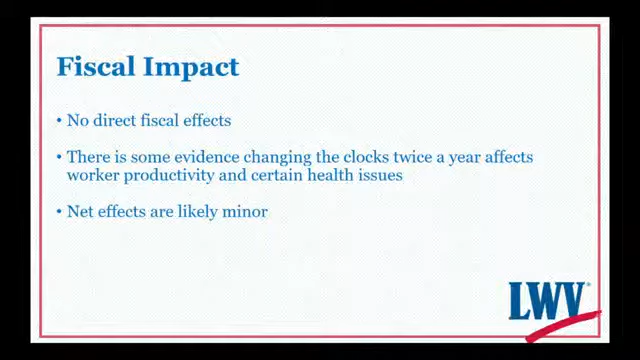 Fiscal Impact
• No direct fiscal effects
• There is some evidence changing the clocks twice a year affects
worker productivity and certain health issues
• Net effects are likely minor
LWV®